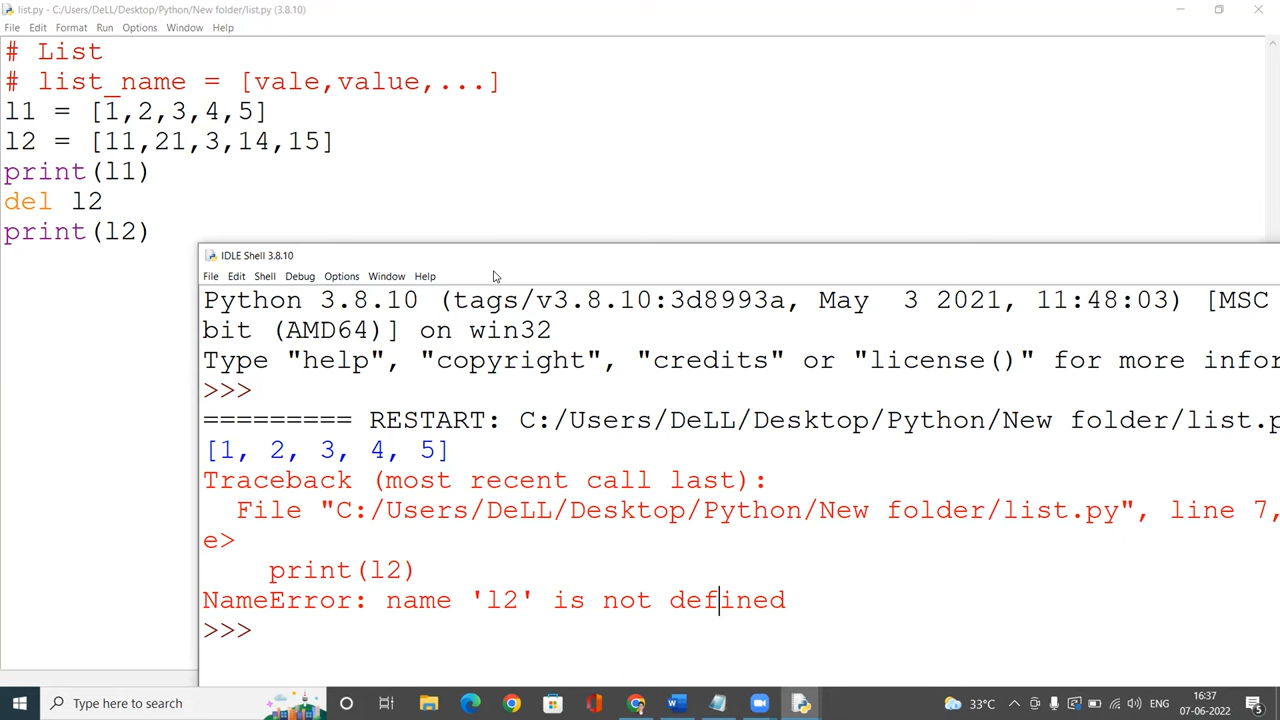 list.py - C:/Users/DeLL/Desktop/Python/New folder/list.py (3.8.10)
File Edit Format Run Options Window Help
# List
# list_name = [vale,value,...]
l1 = [1,2,3,4,5]
l2 = [11,21,3,14,15]
print(l1)
del l2
print(l2)
IDLE Shell 3.8.10
File Edit Shell Debug Options Window Help
Python 3.8.10 (tags/v3.8.10:3d8993a, May 3 2021, 11:48:03) [MSC
bit (AMD64)] on win32
Type "help", "copyright", "credits" or "license()" for more infor
>>>
========= RESTART: C:/Users/DeLL/Desktop/Python/New folder/list.p
[1, 2, 3, 4, 5]
Traceback (most recent call last):
File "C:/Users/DeLL/Desktop/Python/New folder/list.py", line 7,
e>
print(l2)
NameError: name 'l2' is not defined
>>>
Type here to search
33°C
ENG
16:37
07-06-2022
5